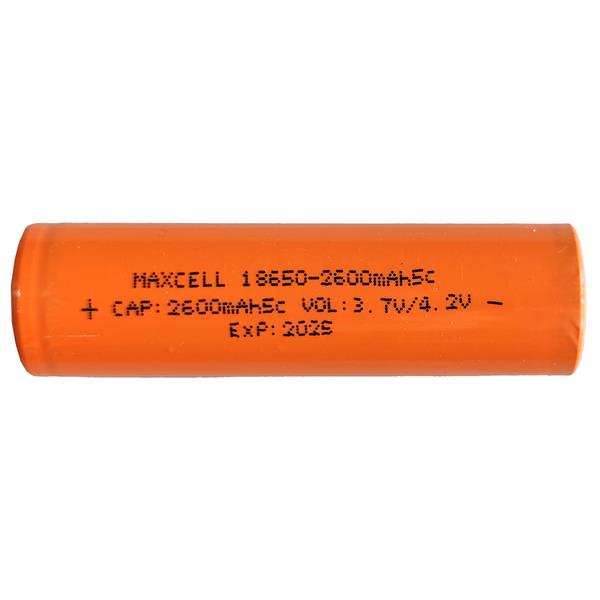 MAXCELL 18650-2600mAh5C
+ CAP:2600mAh5c VOL:3.7V/4.2V -
ExP:2025